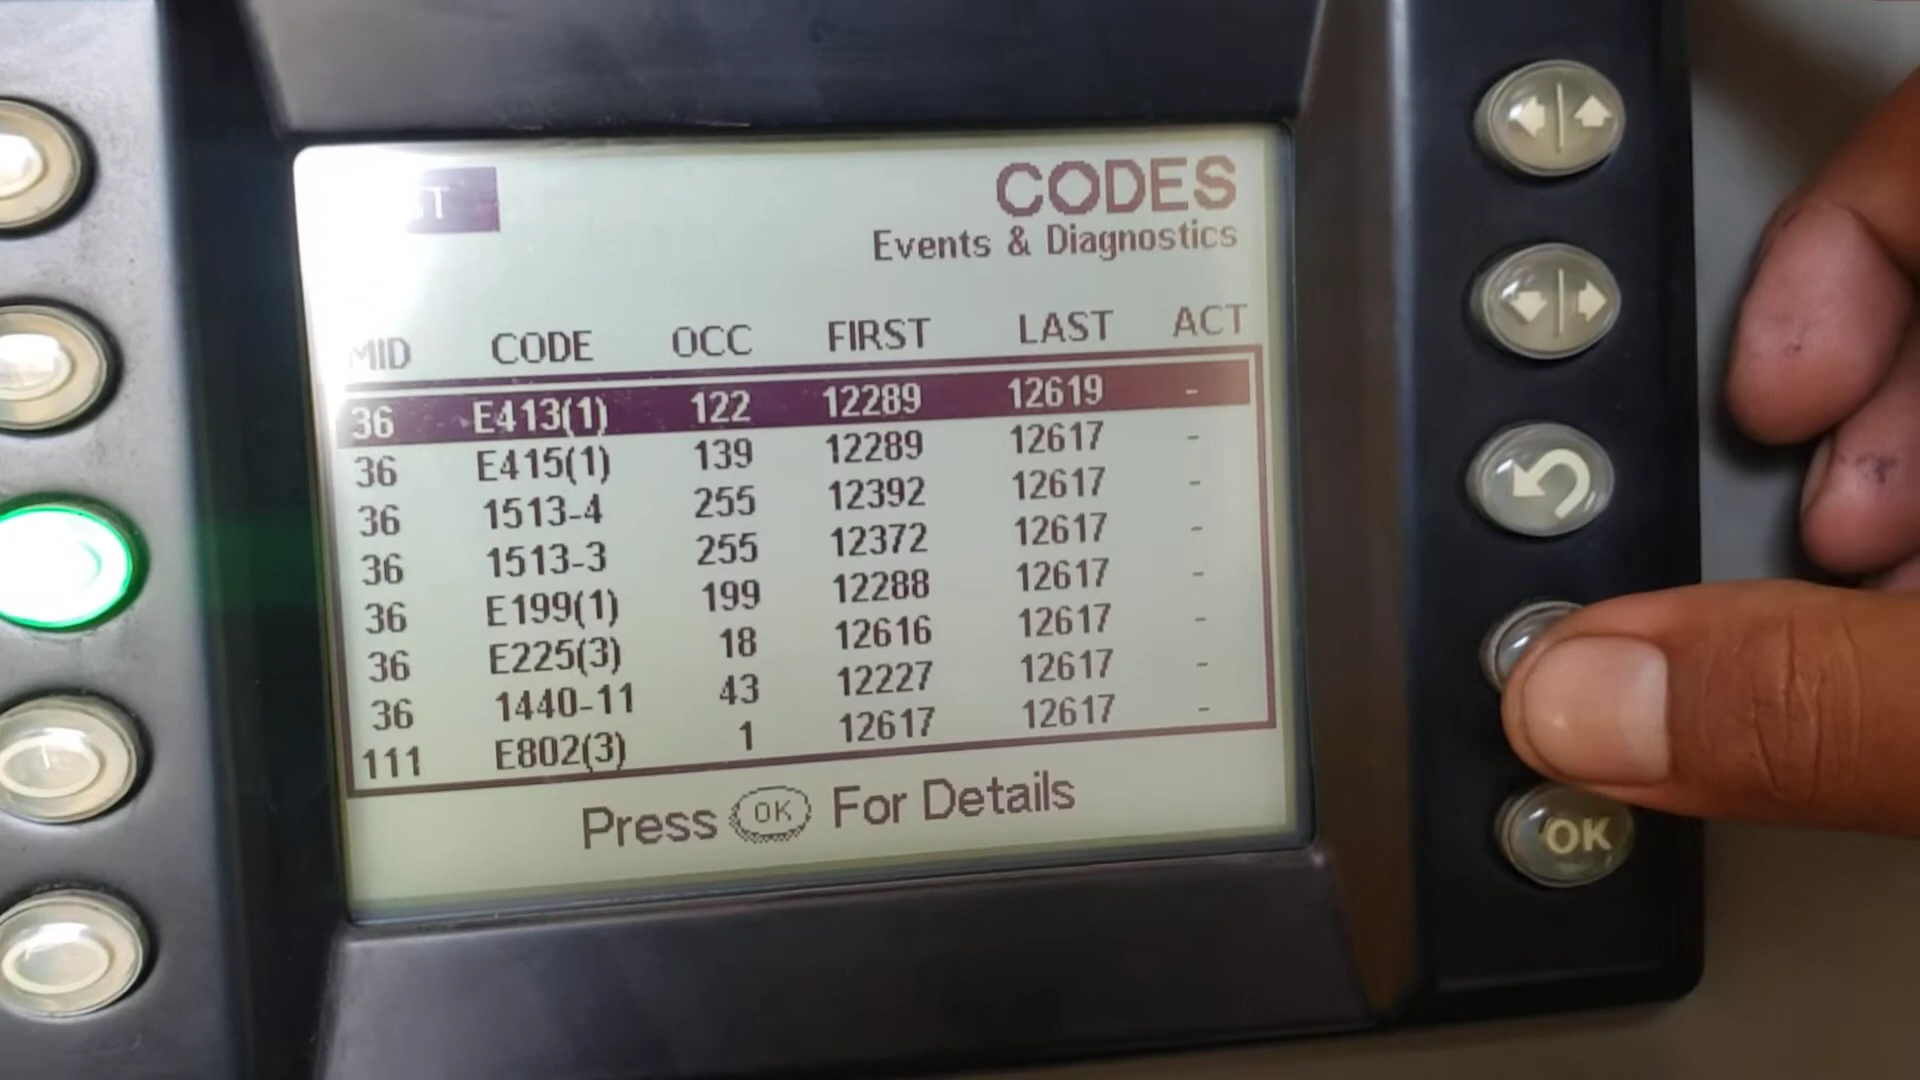 T
CODES
Events & Diagnostics
MID CODE OCC FIRST LAST ACT
36 E413(1) 122 12289 12619 -
36 E415(1) 139 12289 12617 -
36 1513-4 255 12392 12617 -
36 1513-3 255 12372 12617 -
36 E199(1) 199 12288 12617 -
36 E225(3) 18 12616 12617 -
36 1440-11 43 12227 12617 -
111 E802(3) 1 12617 12617 -
Press OK For Details
OK